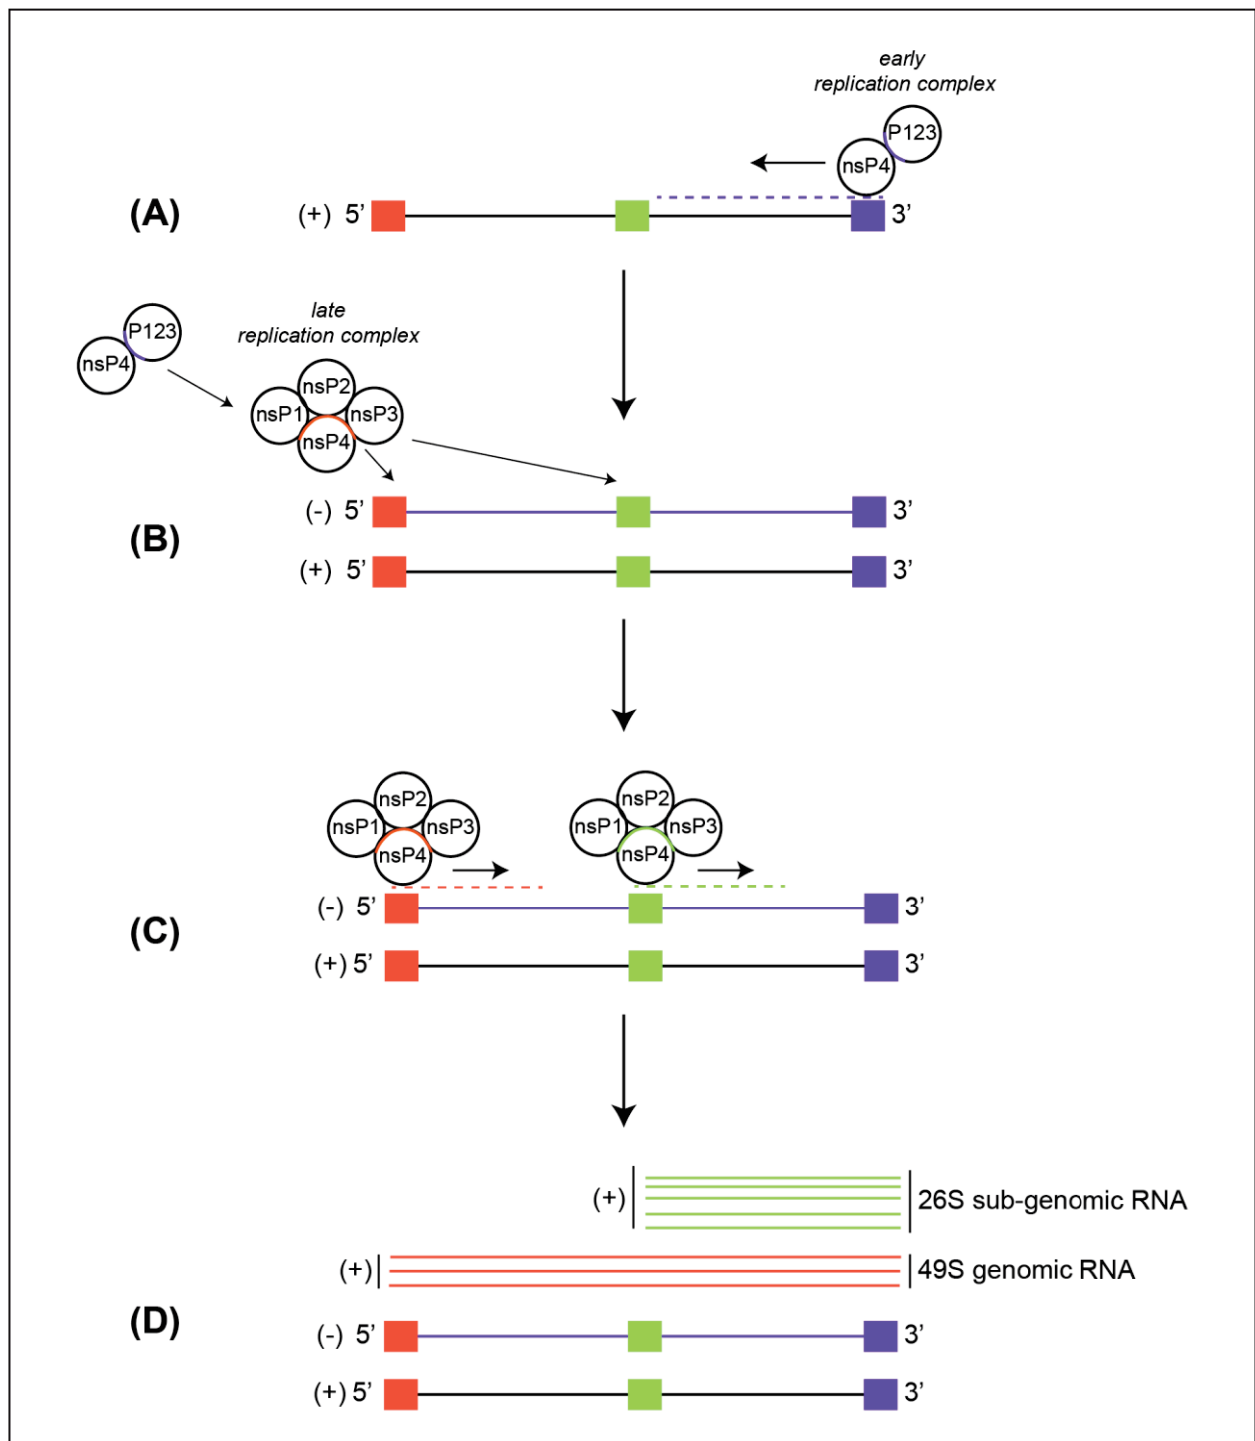 early
replication complex
P123
nsP4
(A)
(+) 5’ 3’
late
replication complex
P123
nsP4
nsP2
nsP1 nsP3
nsP4
(B)
(-) 5’ 3’
(+) 5’ 3’
nsP2 nsP2
nsP1 nsP3 nsP1 nsP3
nsP4 nsP4
(C)
(-) 5’ 3’
(+) 5’ 3’
(+) 26S sub-genomic RNA
(+) 49S genomic RNA
(D)
(-) 5’ 3’
(+) 5’ 3’